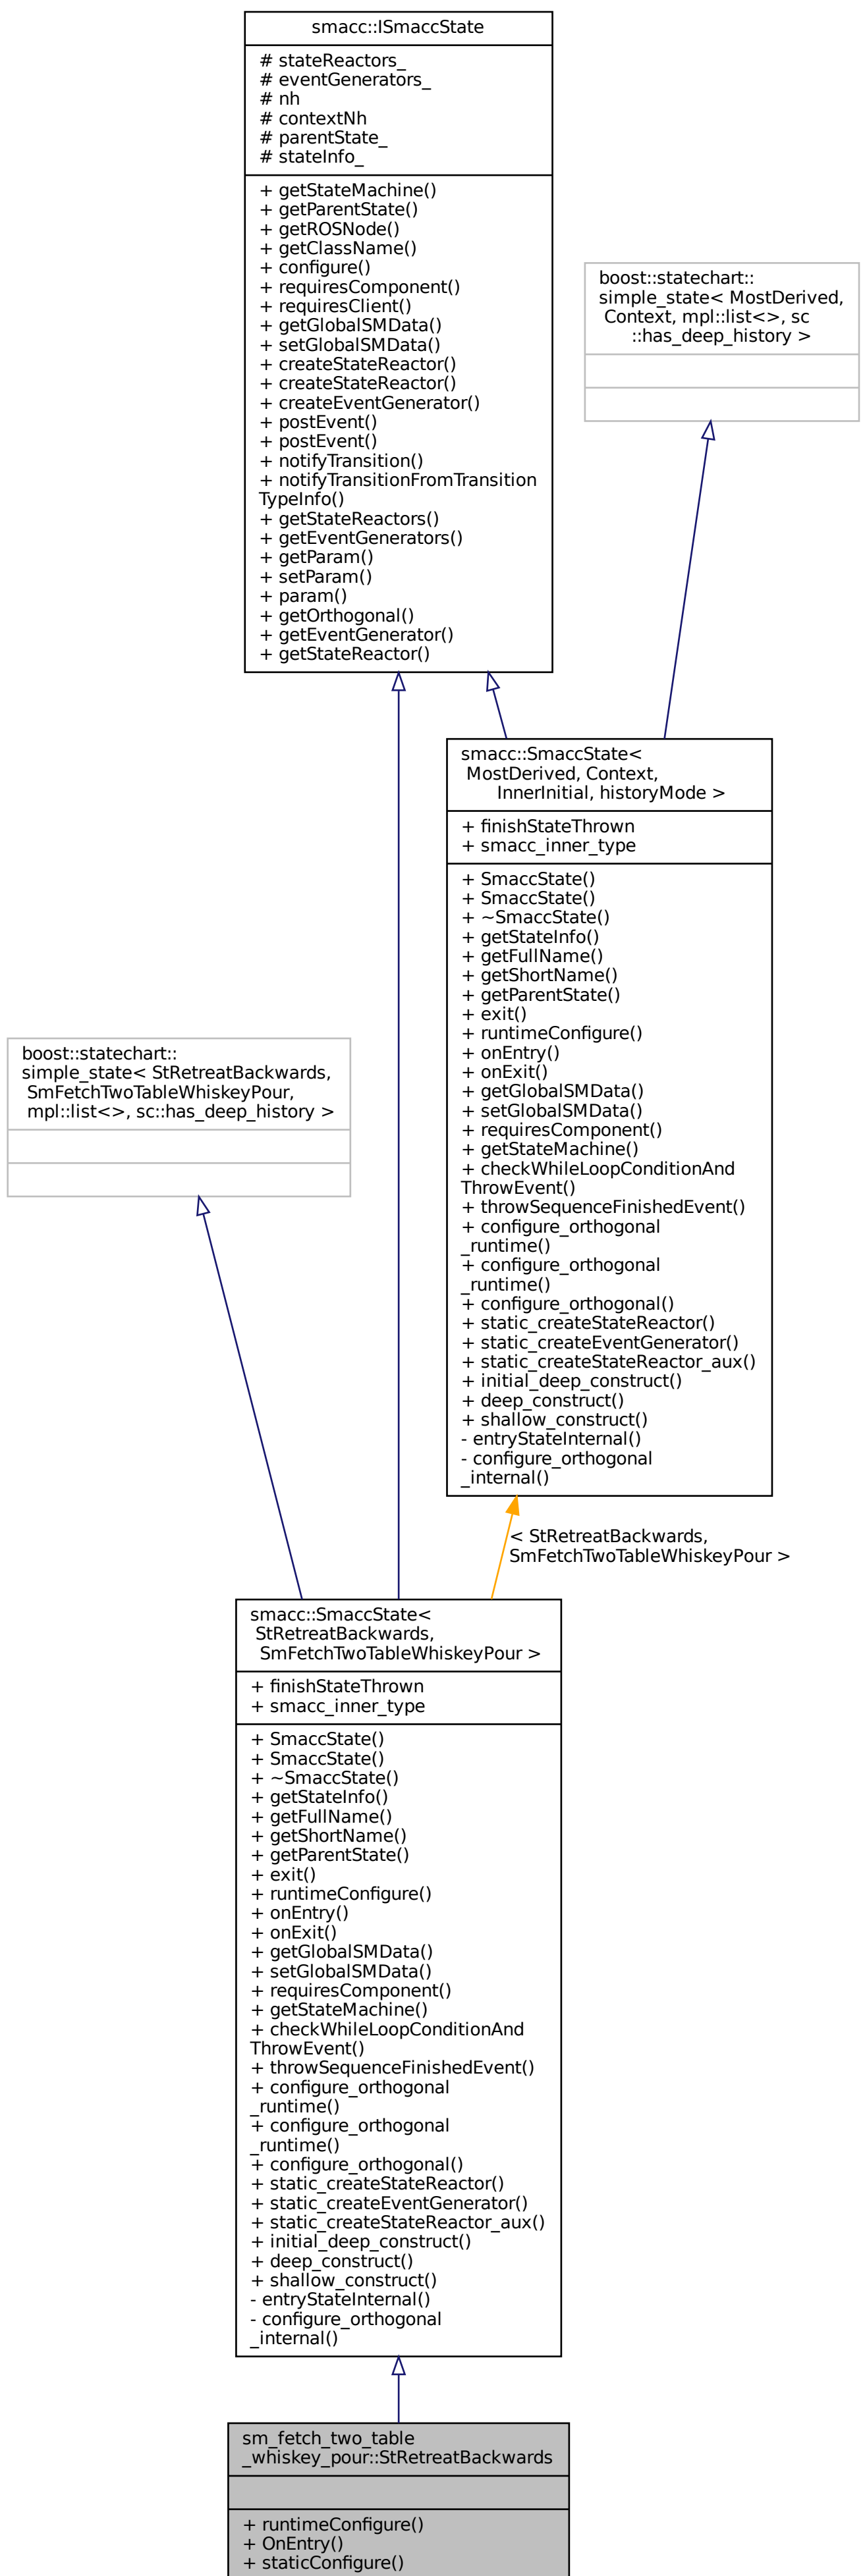 smacc::ISmaccState
# stateReactors_
# eventGenerators_
# nh
# contextNh
# parentState_
# stateInfo_
+ getStateMachine()
+ getParentState()
+ getROSNode()
+ getClassName()
+ configure()
+ requiresComponent()
+ requiresClient()
+ getGlobalSMData()
+ setGlobalSMData()
+ createStateReactor()
+ createStateReactor()
+ createEventGenerator()
+ postEvent()
+ postEvent()
+ notifyTransition()
+ notifyTransitionFromTransition
TypeInfo()
+ getStateReactors()
+ getEventGenerators()
+ getParam()
+ setParam()
+ param()
+ getOrthogonal()
+ getEventGenerator()
+ getStateReactor()
boost::statechart::
simple_state< MostDerived,
Context, mpl::list<>, sc
::has_deep_history >
smacc::SmaccState<
MostDerived, Context,
InnerInitial, historyMode >
+ finishStateThrown
+ smacc_inner_type
+ SmaccState()
+ SmaccState()
+ ~SmaccState()
+ getStateInfo()
+ getFullName()
+ getShortName()
+ getParentState()
+ exit()
+ runtimeConfigure()
+ onEntry()
+ onExit()
+ getGlobalSMData()
+ setGlobalSMData()
+ requiresComponent()
+ getStateMachine()
+ checkWhileLoopConditionAnd
ThrowEvent()
+ throwSequenceFinishedEvent()
+ configure_orthogonal
_runtime()
+ configure_orthogonal
_runtime()
+ configure_orthogonal()
+ static_createStateReactor()
+ static_createEventGenerator()
+ static_createStateReactor_aux()
+ initial_deep_construct()
+ deep_construct()
+ shallow_construct()
- entryStateInternal()
- configure_orthogonal
_internal()
boost::statechart::
simple_state< StRetreatBackwards,
SmFetchTwoTableWhiskeyPour,
mpl::list<>, sc::has_deep_history >
< StRetreatBackwards,
SmFetchTwoTableWhiskeyPour >
smacc::SmaccState<
StRetreatBackwards,
SmFetchTwoTableWhiskeyPour >
+ finishStateThrown
+ smacc_inner_type
+ SmaccState()
+ SmaccState()
+ ~SmaccState()
+ getStateInfo()
+ getFullName()
+ getShortName()
+ getParentState()
+ exit()
+ runtimeConfigure()
+ onEntry()
+ onExit()
+ getGlobalSMData()
+ setGlobalSMData()
+ requiresComponent()
+ getStateMachine()
+ checkWhileLoopConditionAnd
ThrowEvent()
+ throwSequenceFinishedEvent()
+ configure_orthogonal
_runtime()
+ configure_orthogonal
_runtime()
+ configure_orthogonal()
+ static_createStateReactor()
+ static_createEventGenerator()
+ static_createStateReactor_aux()
+ initial_deep_construct()
+ deep_construct()
+ shallow_construct()
- entryStateInternal()
- configure_orthogonal
_internal()
sm_fetch_two_table
_whiskey_pour::StRetreatBackwards
+ runtimeConfigure()
+ OnEntry()
+ staticConfigure()